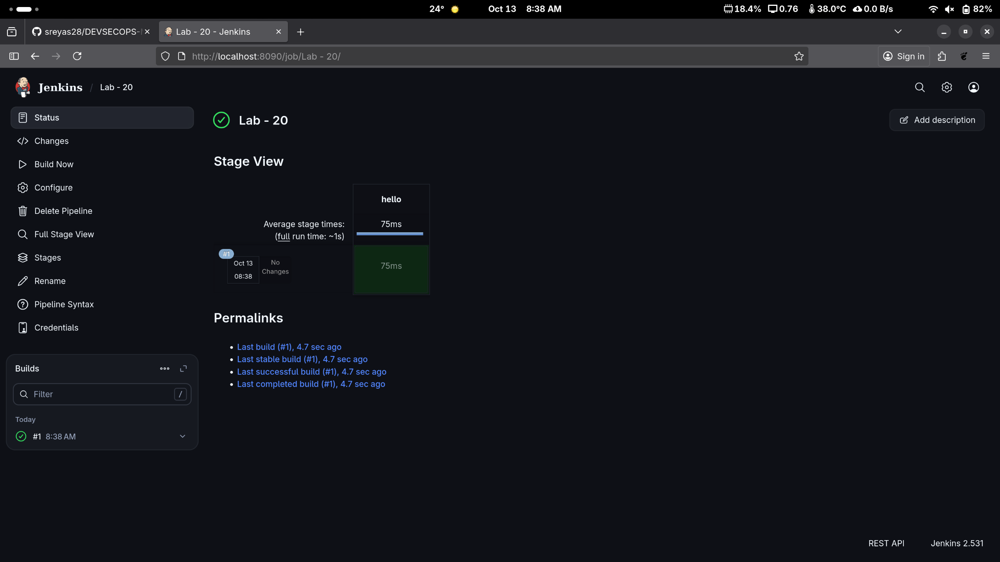 24° Oct 13 8:38 AM 18.4% 0.76 38.0°C 0.0 B/s 82%
sreyas28/DEVSECOPS- Lab - 20 - Jenkins
http://localhost:8090/job/Lab - 20/ Sign in
Jenkins / Lab - 20
Status
Changes
Build Now
Configure
Delete Pipeline
Full Stage View
Stages
Rename
Pipeline Syntax
Credentials
Builds
Filter /
Today
#1 8:38 AM
Lab - 20
Add description
Stage View
hello
Average stage times:
(full run time: ~1s)
75ms
#1
Oct 13
08:38
No
Changes
75ms
Permalinks
• Last build (#1), 4.7 sec ago
• Last stable build (#1), 4.7 sec ago
• Last successful build (#1), 4.7 sec ago
• Last completed build (#1), 4.7 sec ago
REST API Jenkins 2.531